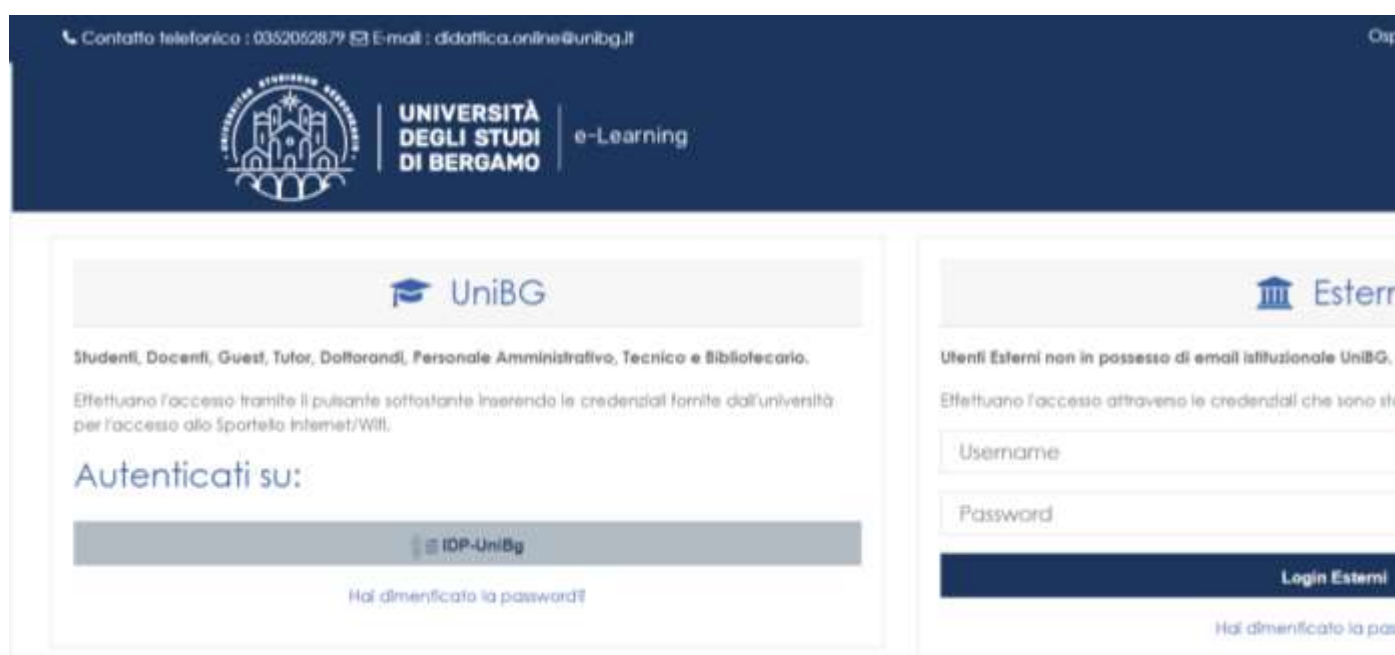 Contatto telefonico : 0352052879 E-mail : didattica.online@unibg.it
UNIVERSITÀ
DEGLI STUDI
DI BERGAMO
e-Learning
UniBG
Studenti, Docenti, Guest, Tutor, Dottorandi, Personale Amministrativo, Tecnico e Bibliotecario.
Effettuano l'accesso tramite il pulsante sottostante inserendo le credenziali fornite dall'università
per l'accesso allo Sportello Internet/Wifi.
Autenticati su:
IDP-UniBg
Hai dimenticato la password?
Estern
Utenti Esterni non in possesso di email istituzionale UniBG.
Effettuano l'accesso attraverso le credenziali che sono st
Username
Password
Login Esterni
Hai dimenticato la pas